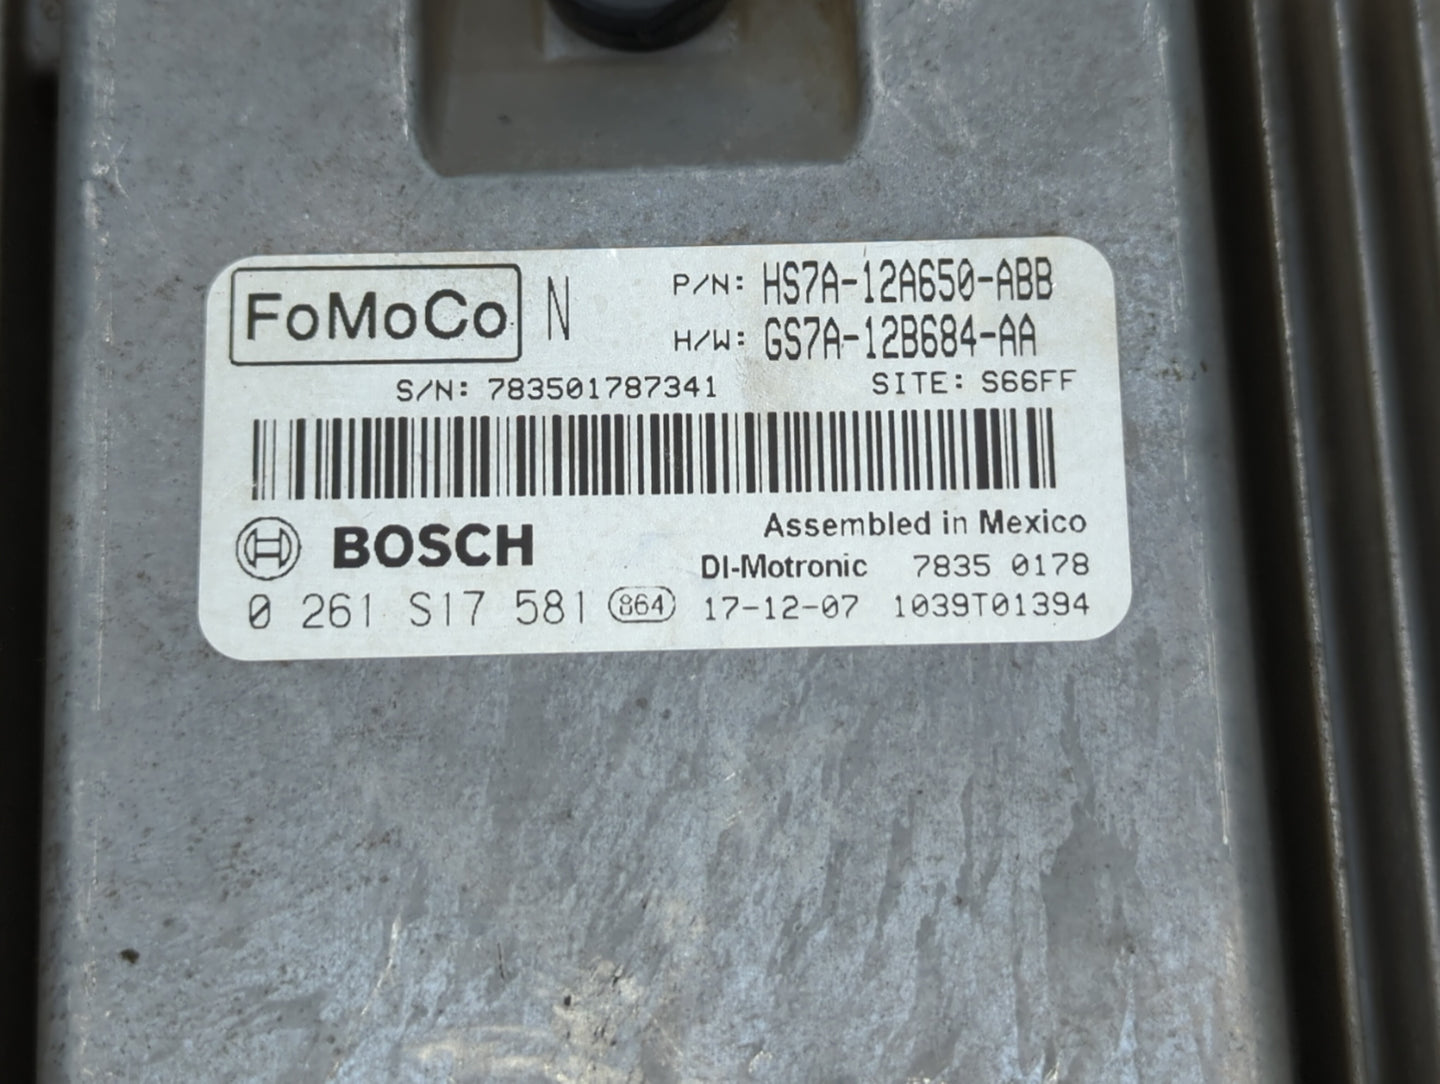 FoMoCo N P/N: HS7A-12A650-ABB
H/W: GS7A-12B684-AA
S/N: 783501787341 SITE: S66FF
BOSCH Assembled in Mexico
DI-Motronic 7835 0178
0 261 S17 581 864 17-12-07 1039T01394